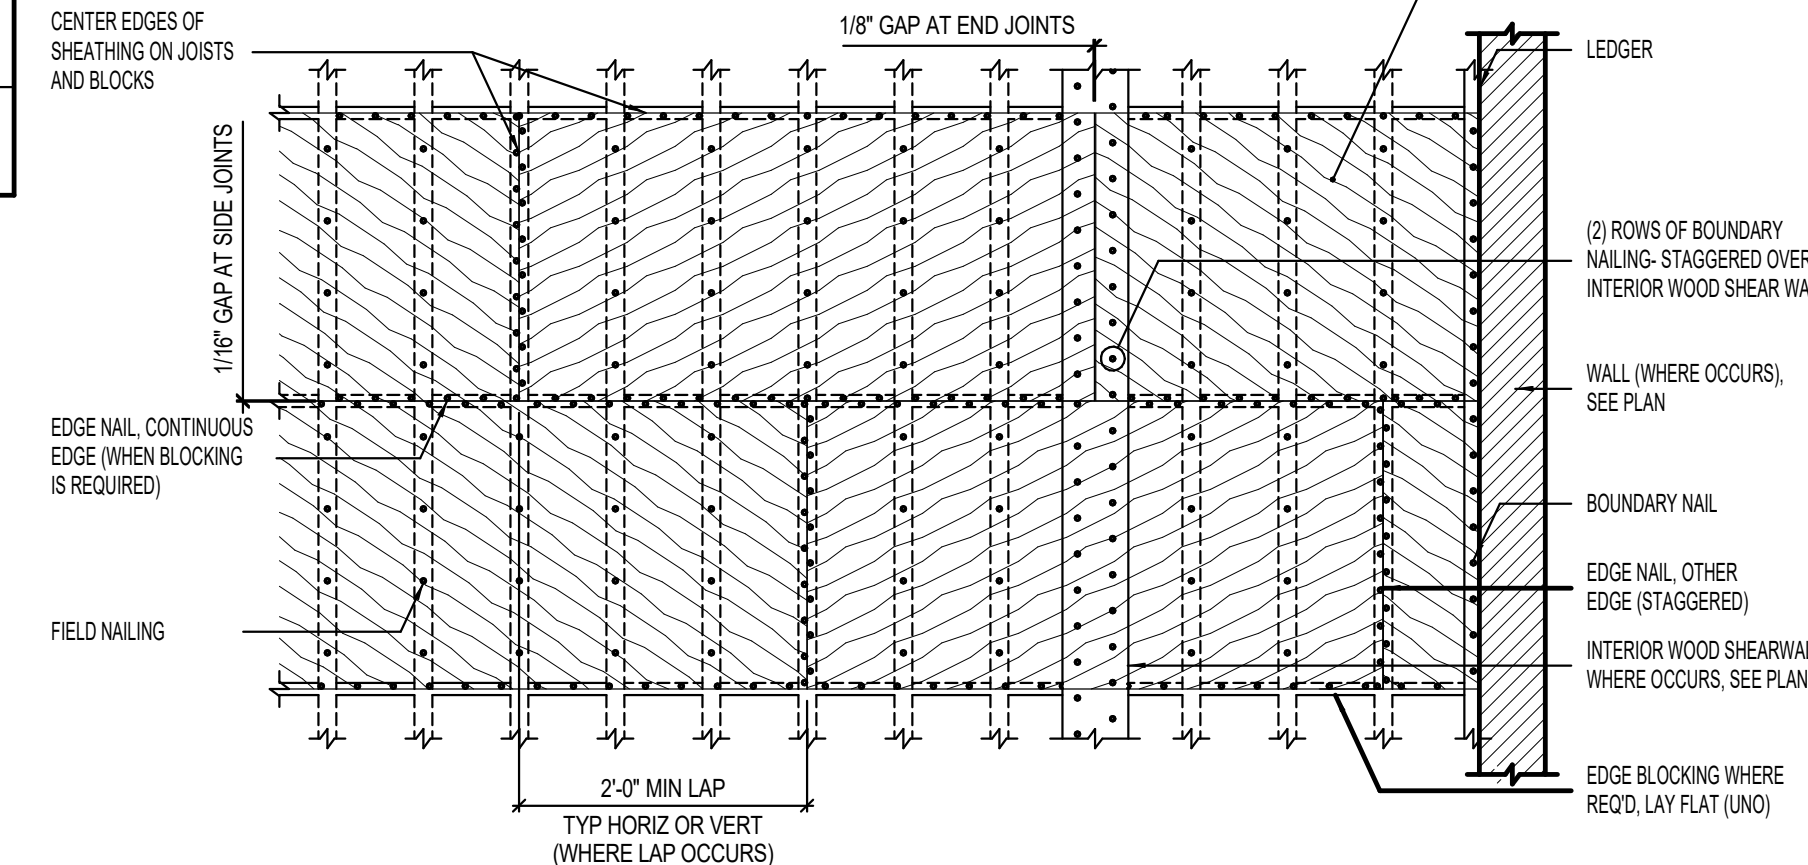 CENTER EDGES OF
SHEATHING ON JOISTS
AND BLOCKS
1/8" GAP AT END JOINTS
LEDGER
1/16" GAP AT SIDE JOINTS
(2) ROWS OF BOUNDARY
NAILING- STAGGERED OVER
INTERIOR WOOD SHEAR WA
WALL (WHERE OCCURS),
SEE PLAN
EDGE NAIL, CONTINUOUS
EDGE (WHEN BLOCKING
IS REQUIRED)
BOUNDARY NAIL
EDGE NAIL, OTHER
EDGE (STAGGERED)
FIELD NAILING
INTERIOR WOOD SHEARWAL
WHERE OCCURS, SEE PLAN
2'-0" MIN LAP
TYP HORIZ OR VERT
(WHERE LAP OCCURS)
EDGE BLOCKING WHERE
REQ'D, LAY FLAT (UNO)